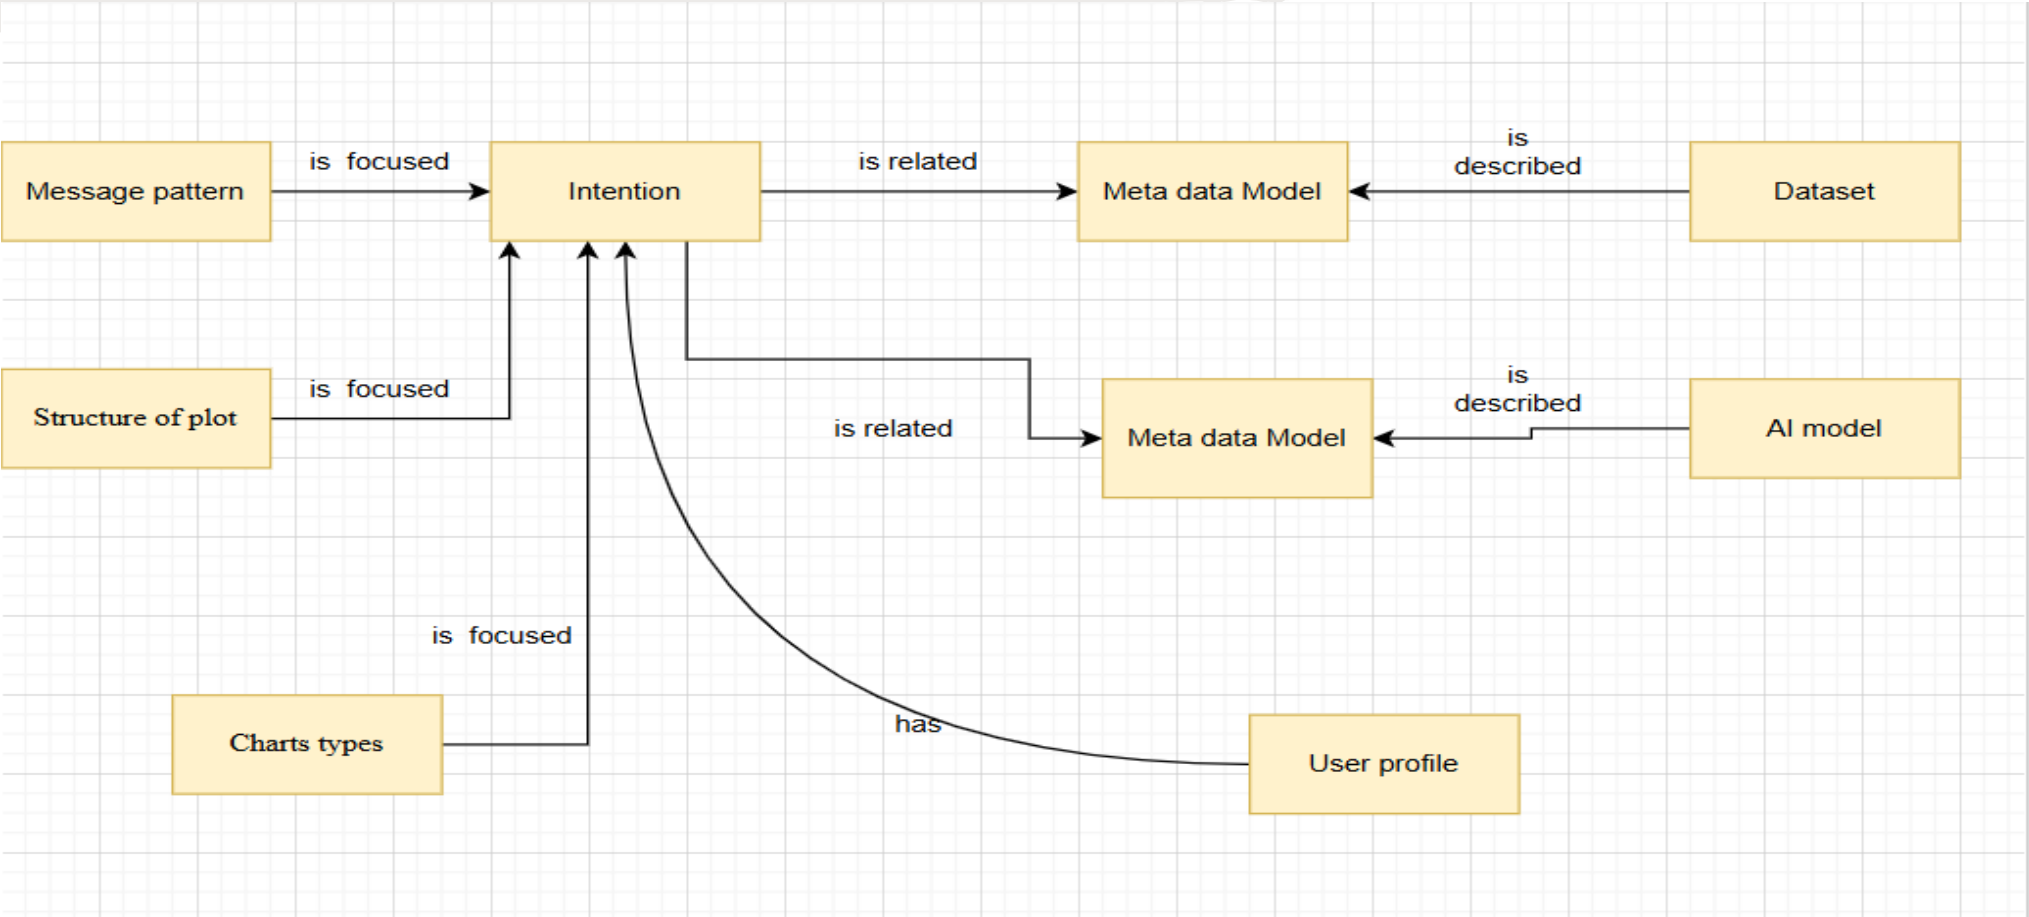 is
described
is  focused
is related
Message pattern
Intention
Meta data Model
Dataset
is
described
is  focused
Structure of plot
is related
Meta data Model
AI model
is  focused
has
Charts types
User profile